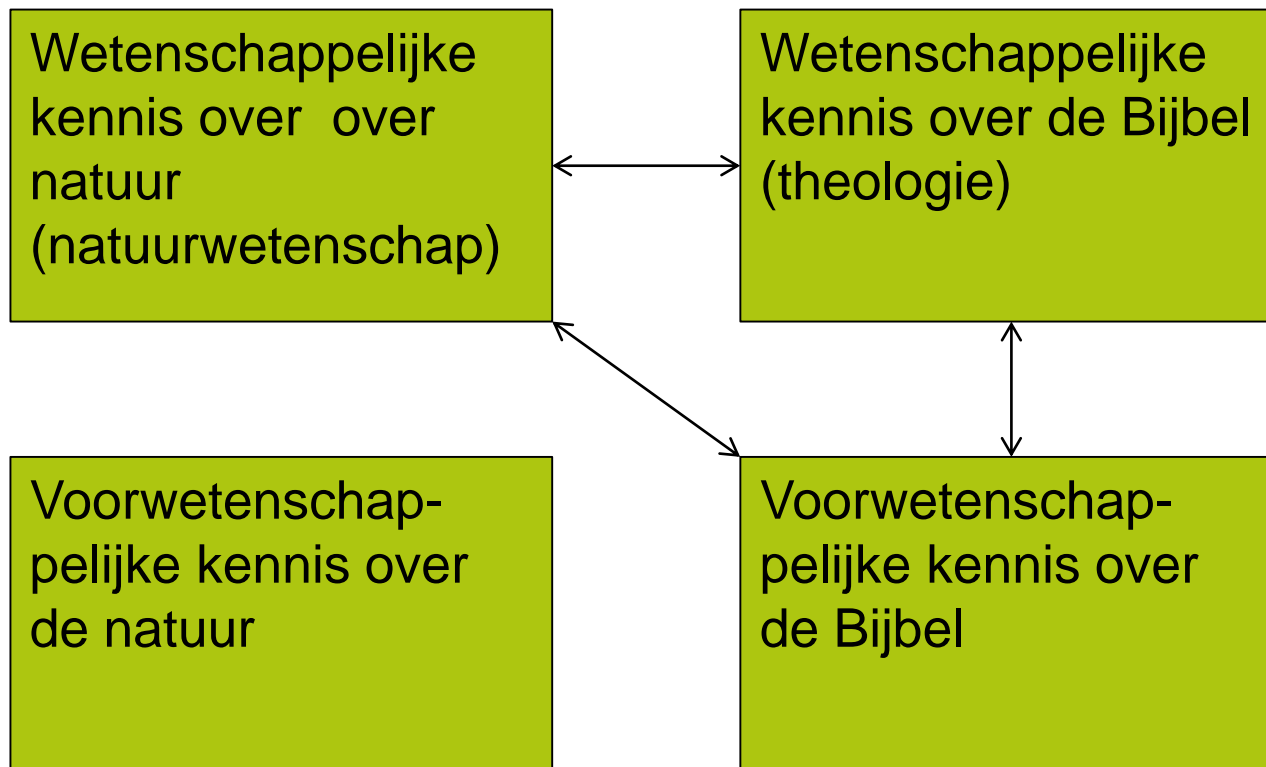 Wetenschappelijke
kennis over  over
natuur
(natuurwetenschap)
Wetenschappelijke
kennis over de Bijbel
(theologie)
Voorwetenschap-
pelijke kennis over
de natuur
Voorwetenschap-
pelijke kennis over
de Bijbel